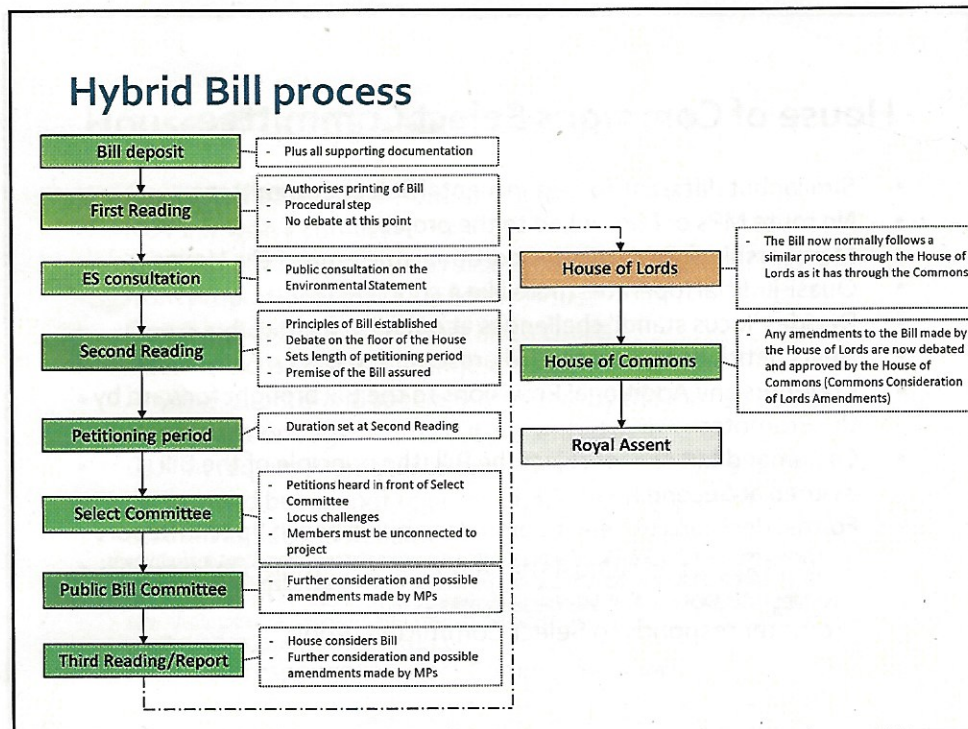 Hybrid Bill process
Bill deposit
- Plus all supporting documentation
First Reading
- Authorises printing of Bill
- Procedural step
- No debate at this point
ES consultation
- Public consultation on the
Environmental Statement
Second Reading
- Principles of Bill established
- Debate on the floor of the House
- Sets length of petitioning period
- Premise of the Bill assured
Petitioning period
- Duration set at Second Reading
Select Committee
- Petitions heard in front of Select
Committee
- Locus challenges
- Members must be unconnected to
project
Public Bill Committee
- Further consideration and possible
amendments made by MPs
Third Reading/Report
- House considers Bill
- Further consideration and possible
amendments made by MPs
House of Lords
- The Bill now normally follows a
similar process through the House of
Lords as it has through the Commons
House of Commons
- Any amendments to the Bill made by
the House of Lords are now debated
and approved by the House of
Commons (Commons Consideration
of Lords Amendments)
Royal Assent